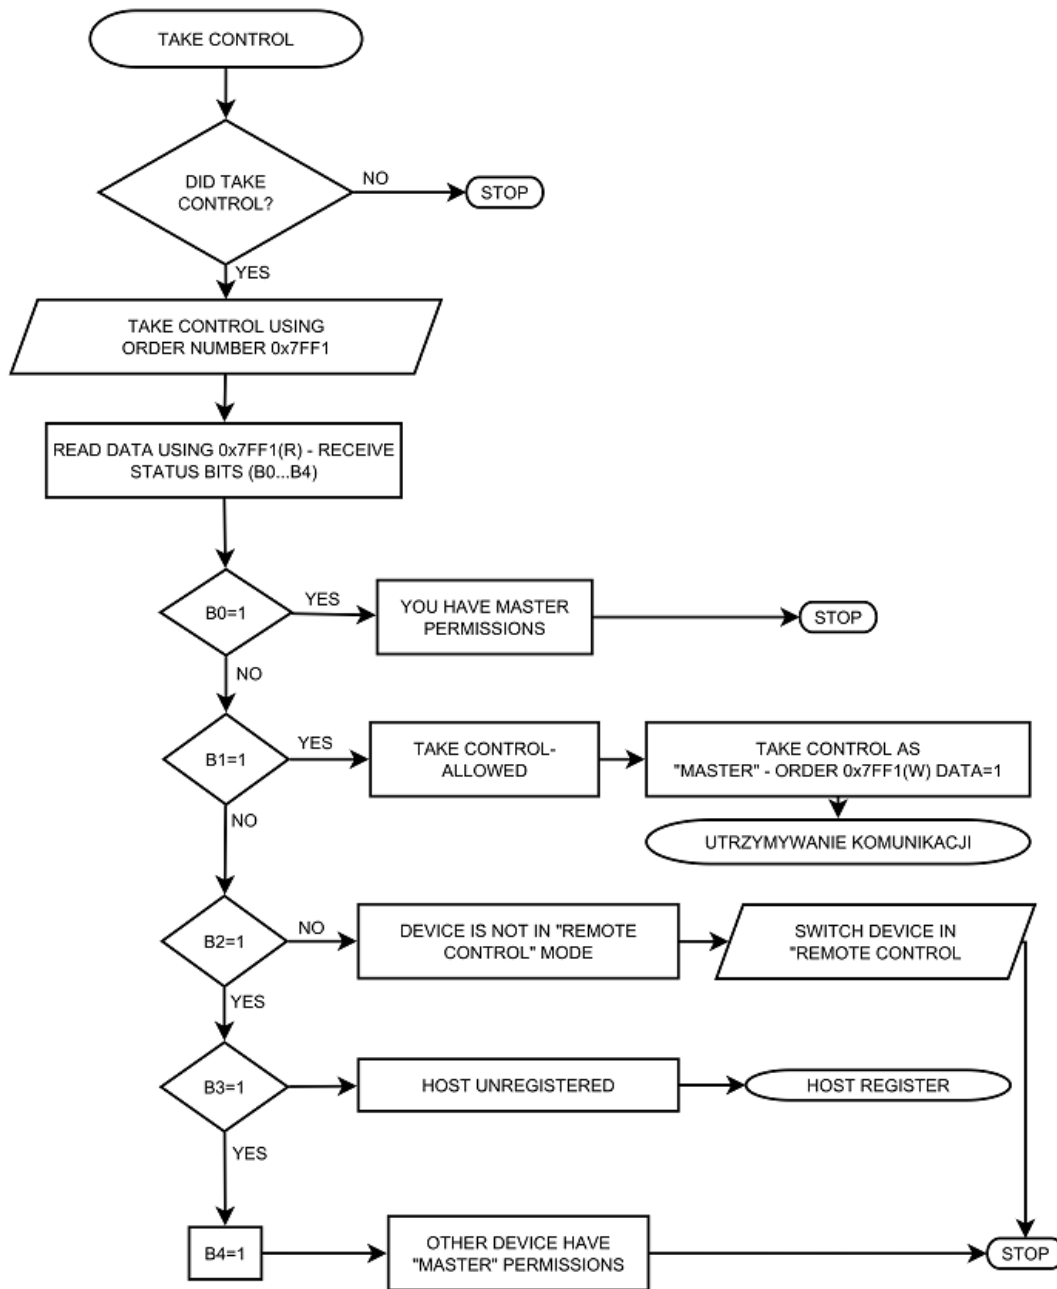 TAKE CONTROL
DID TAKE
CONTROL?
NO
STOP
YES
TAKE CONTROL USING
ORDER NUMBER 0x7FF1
READ DATA USING 0x7FF1(R) - RECEIVE
STATUS BITS (B0...B4)
B0=1
YES
YOU HAVE MASTER
PERMISSIONS
STOP
NO
B1=1
YES
TAKE CONTROL-
ALLOWED
TAKE CONTROL AS
"MASTER" - ORDER 0x7FF1(W) DATA=1
NO
UTRZYMYWANIE KOMUNIKACJI
B2=1
NO
DEVICE IS NOT IN "REMOTE
CONTROL" MODE
SWITCH DEVICE IN
"REMOTE CONTROL
YES
B3=1
HOST UNREGISTERED
HOST REGISTER
YES
B4=1
OTHER DEVICE HAVE
"MASTER" PERMISSIONS
STOP